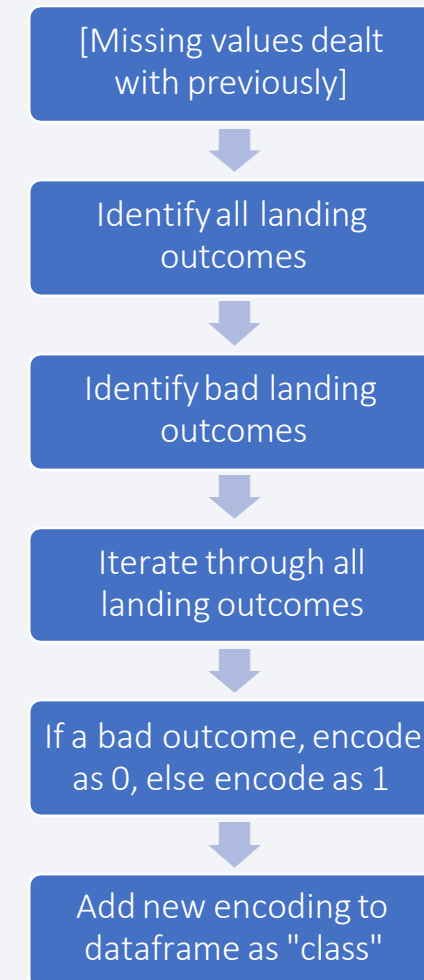 [Missing values dealt
with previously]
Identify all landing
outcomes
Identify bad landing
outcomes
Iterate through all
landing outcomes
If a bad outcome, encode
as 0, else encode as 1
Add new encoding to
dataframe as "class"